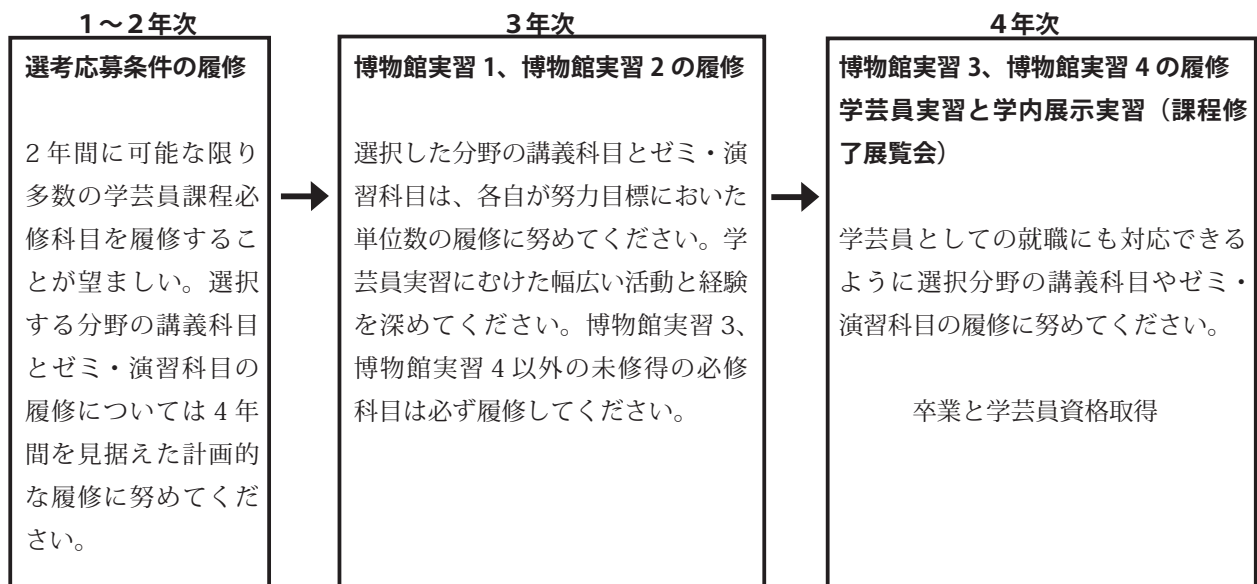 1～2年次
選考応募条件の履修
2年間に可能な限り
多数の学芸員課程必
修科目を履修するこ
とが望ましい。選択
する分野の講義科目
とゼミ・演習科目の
履修については4年
間を見据えた計画的
な履修に努めてくだ
さい。
3年次
博物館実習1、博物館実習2の履修
選択した分野の講義科目とゼミ・演
習科目は、各自が努力目標においた
単位数の履修に努めてください。学
芸員実習にむけた幅広い活動と経験
を深めてください。博物館実習3、
博物館実習4以外の未修得の必修
科目は必ず履修してください。
4年次
博物館実習3、博物館実習4の履修
学芸員実習と学内展示実習（課程修
了展覧会）
学芸員としての就職にも対応できる
ように選択分野の講義科目やゼミ・
演習科目の履修に努めてください。
卒業と学芸員資格取得